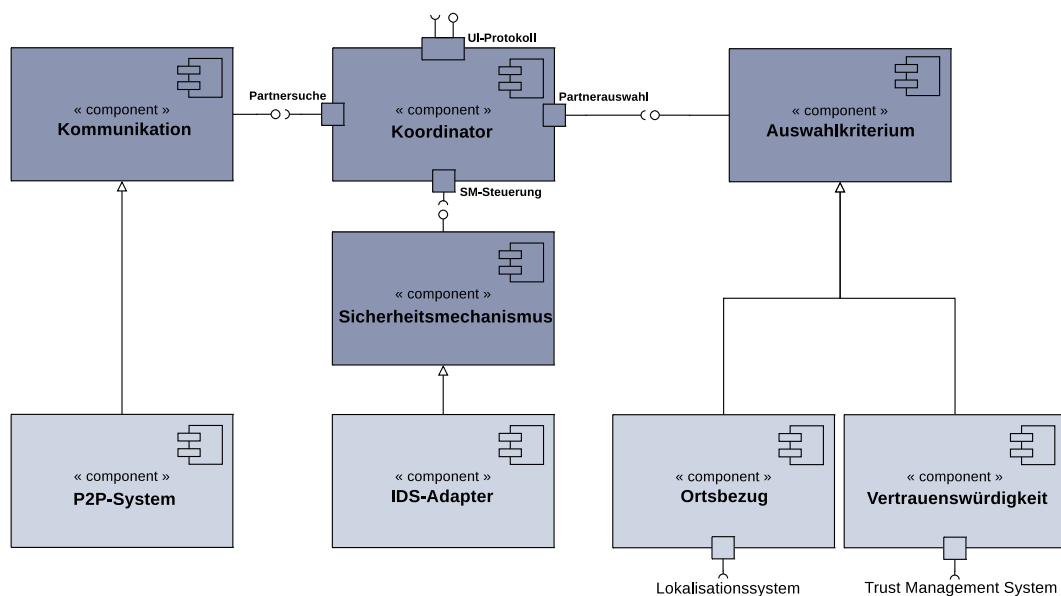 UI-Protokoll
« component »
Kommunikation
Partnersuche
« component »
Koordinator
Partnerauswahl
« component »
Auswahlkriterium
SM-Steuerung
« component »
Sicherheitsmechanismus
« component »
P2P-System
« component »
IDS-Adapter
« component »
Ortsbezug
« component »
Vertrauenswürdigkeit
Lokalisationssystem
Trust Management System